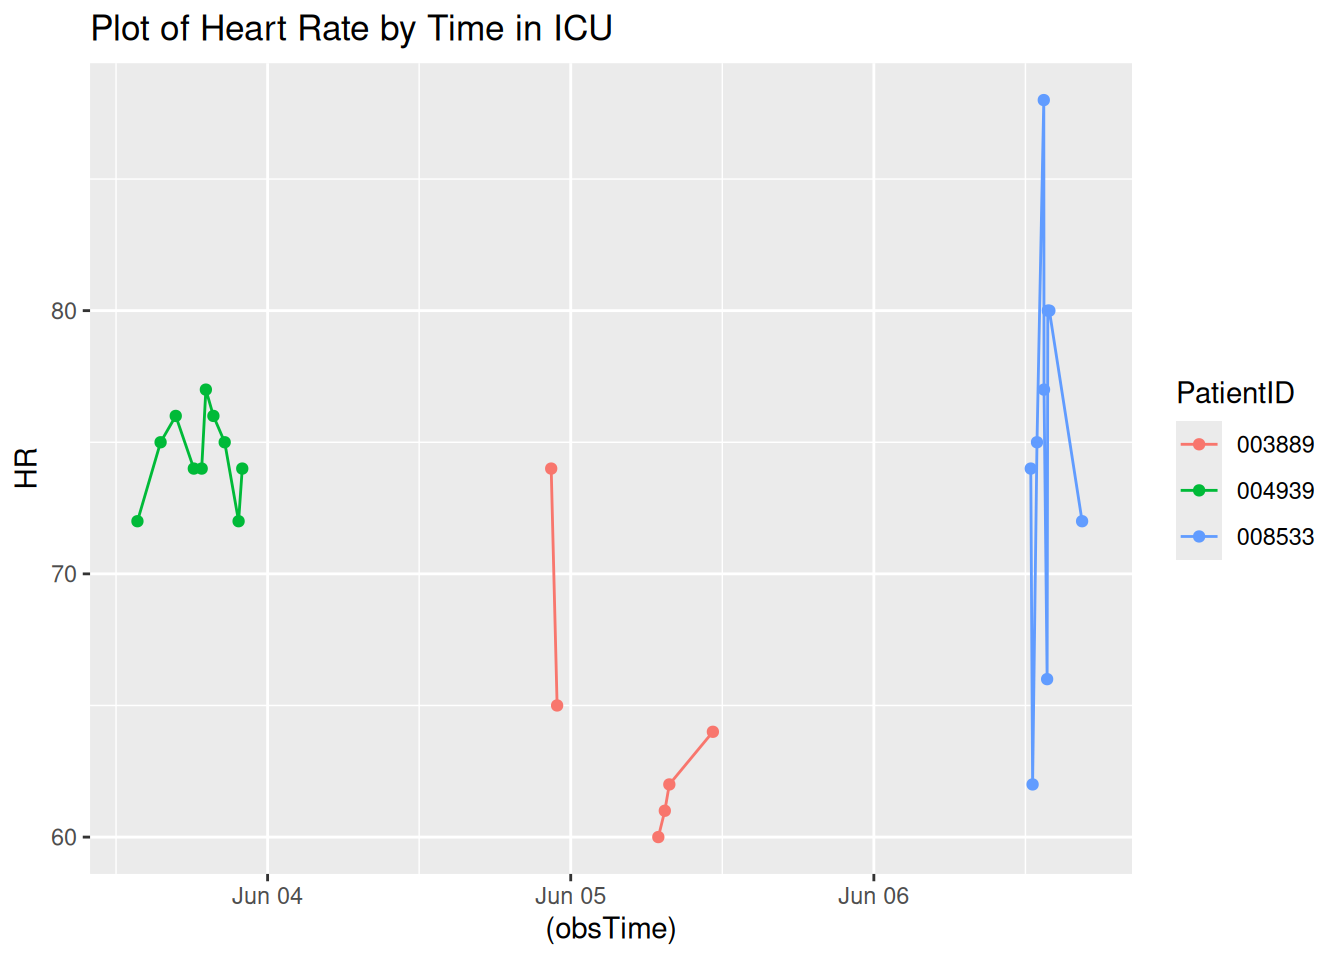 Plot of Heart Rate by Time in ICU
HR
80
70
60
Jun 04
Jun 05
Jun 06
(obsTime)
PatientID
003889
004939
008533